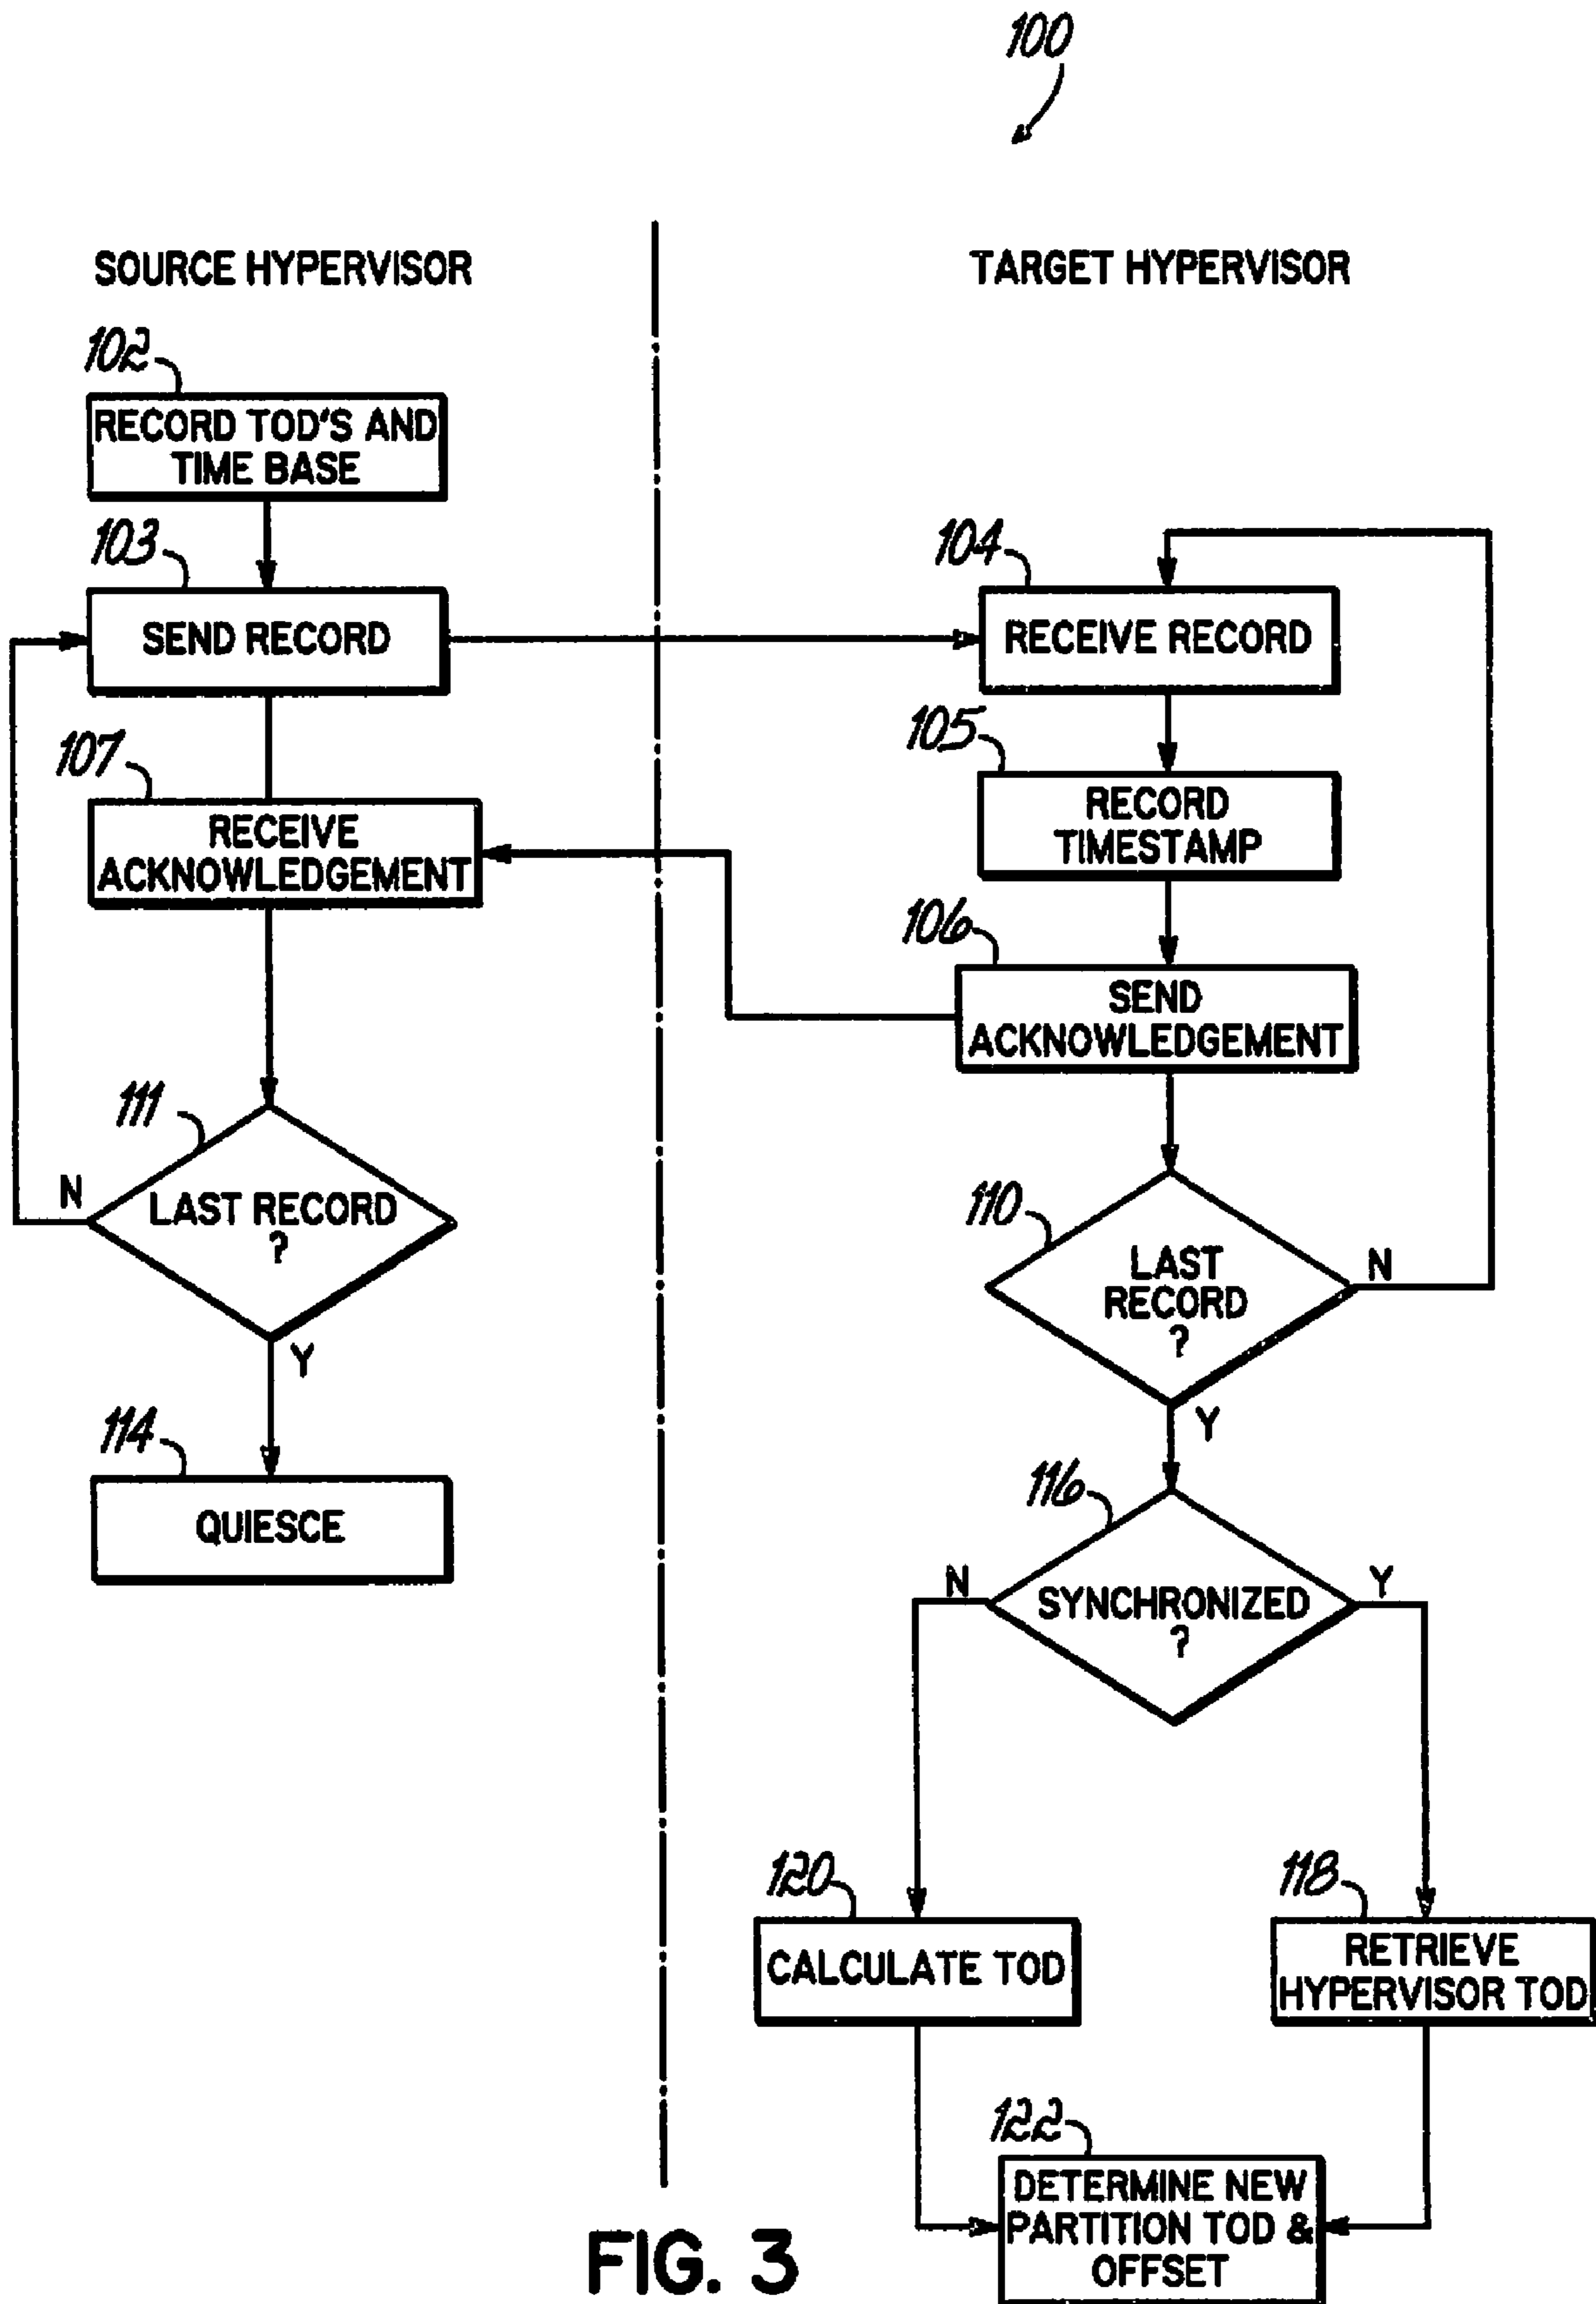 100
SOURCE HYPERVISOR
TARGET HYPERVISOR
102
RECORD TOD'S AND
TIME BASE
103
SEND RECORD
104
RECEIVE RECORD
105
RECORD
TIMESTAMP
106
SEND
ACKNOWLEDGEMENT
107
RECEIVE
ACKNOWLEDGEMENT
111
LAST RECORD
?
N
Y
114
QUIESCE
110
LAST
RECORD
?
N
Y
116
SYNCHRONIZED
?
N
Y
120
CALCULATE TOD
118
RETRIEVE
HYPERVISOR TOD
122
DETERMINE NEW
PARTITION TOD &
OFFSET
FIG. 3